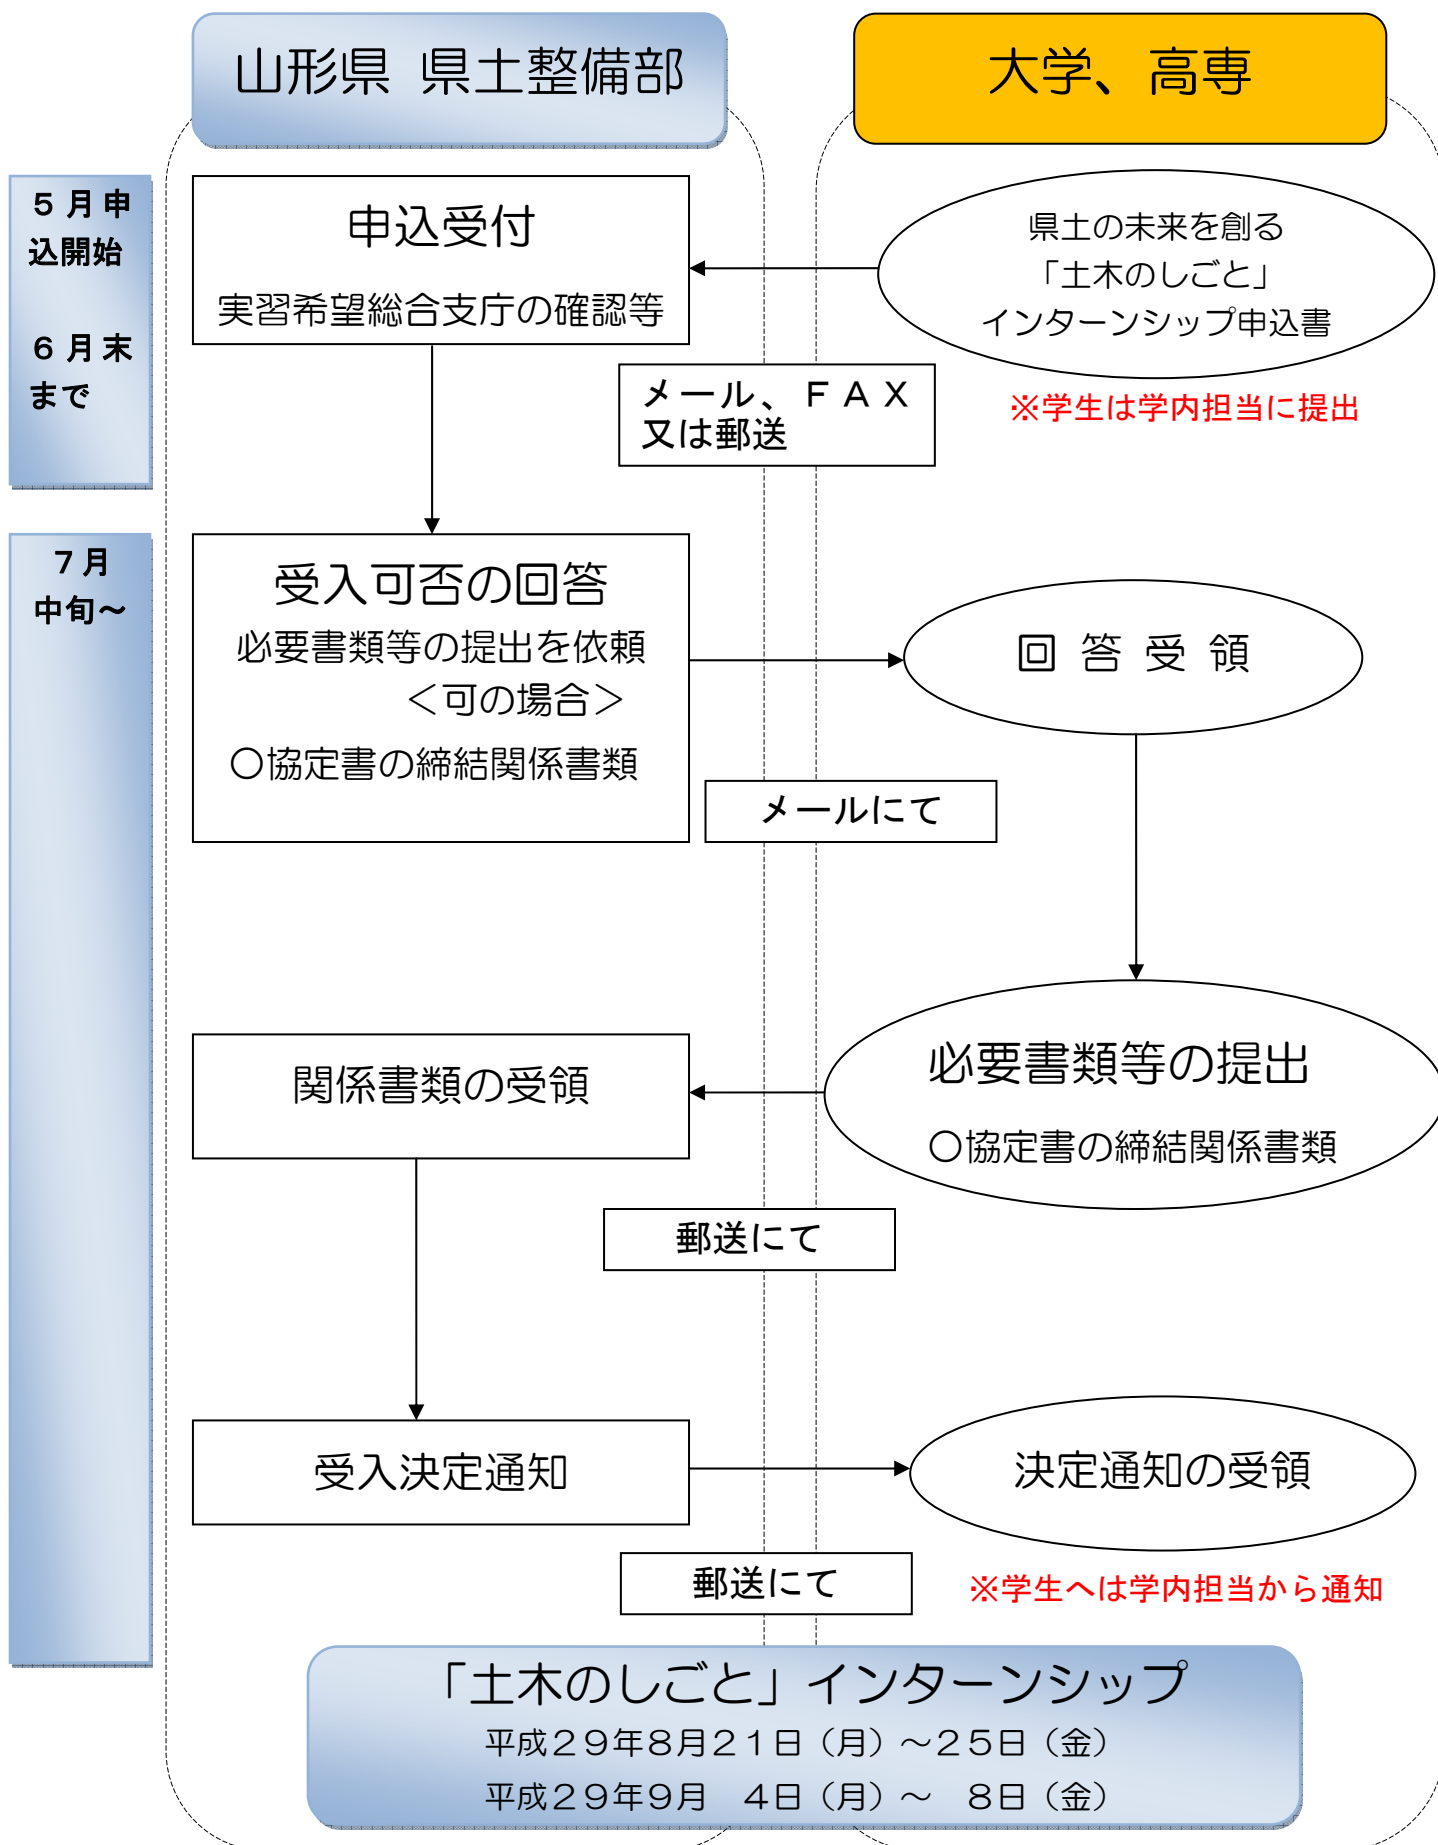 山形県 県土整備部
大学、高専
５月申
込開始
６月末
まで
申込受付
実習希望総合支庁の確認等
県土の未来を創る
「土木のしごと」
インターンシップ申込書
※学生は学内担当に提出
メール、ＦＡＸ
又は郵送
７月
中旬～
受入可否の回答
必要書類等の提出を依頼
＜可の場合＞
○協定書の締結関係書類
回答受領
メールにて
必要書類等の提出
○協定書の締結関係書類
関係書類の受領
郵送にて
受入決定通知
決定通知の受領
郵送にて
※学生へは学内担当から通知
「土木のしごと」インターンシップ
平成２９年８月２１日（月）～２５日（金）
平成２９年９月　４日（月）～　８日（金）